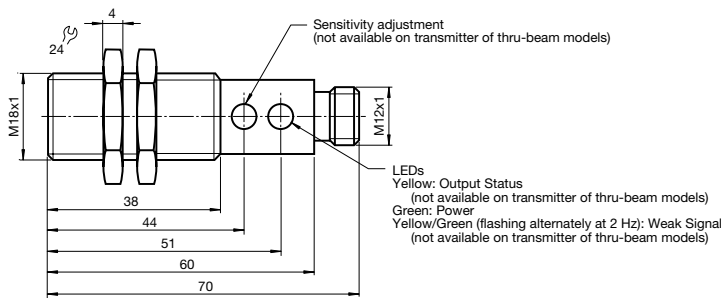 4
24
Sensitivity adjustment
(not available on transmitter of thru-beam models)
M18x1
M12x1
LEDs
Yellow: Output Status
(not available on transmitter of thru-beam models)
Green: Power
Yellow/Green (flashing alternately at 2 Hz): Weak Signal
(not available on transmitter of thru-beam models)
38
44
51
60
70